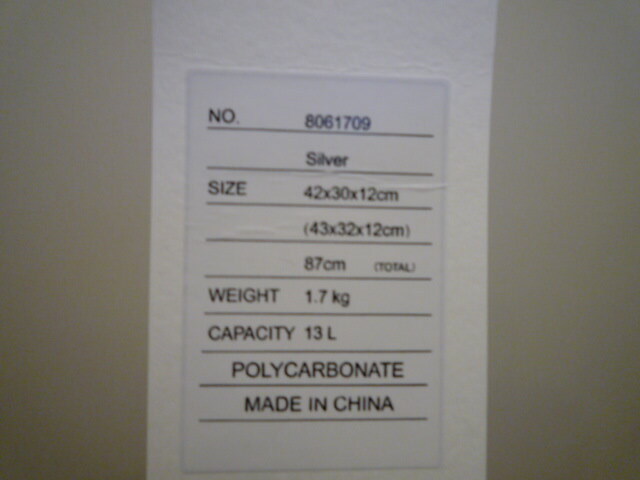 NO. 8061709
Silver
SIZE 42x30x12cm
(43x32x12cm)
87cm (TOTAL)
WEIGHT 1.7 kg
CAPACITY 13 L
POLYCARBONATE
MADE IN CHINA